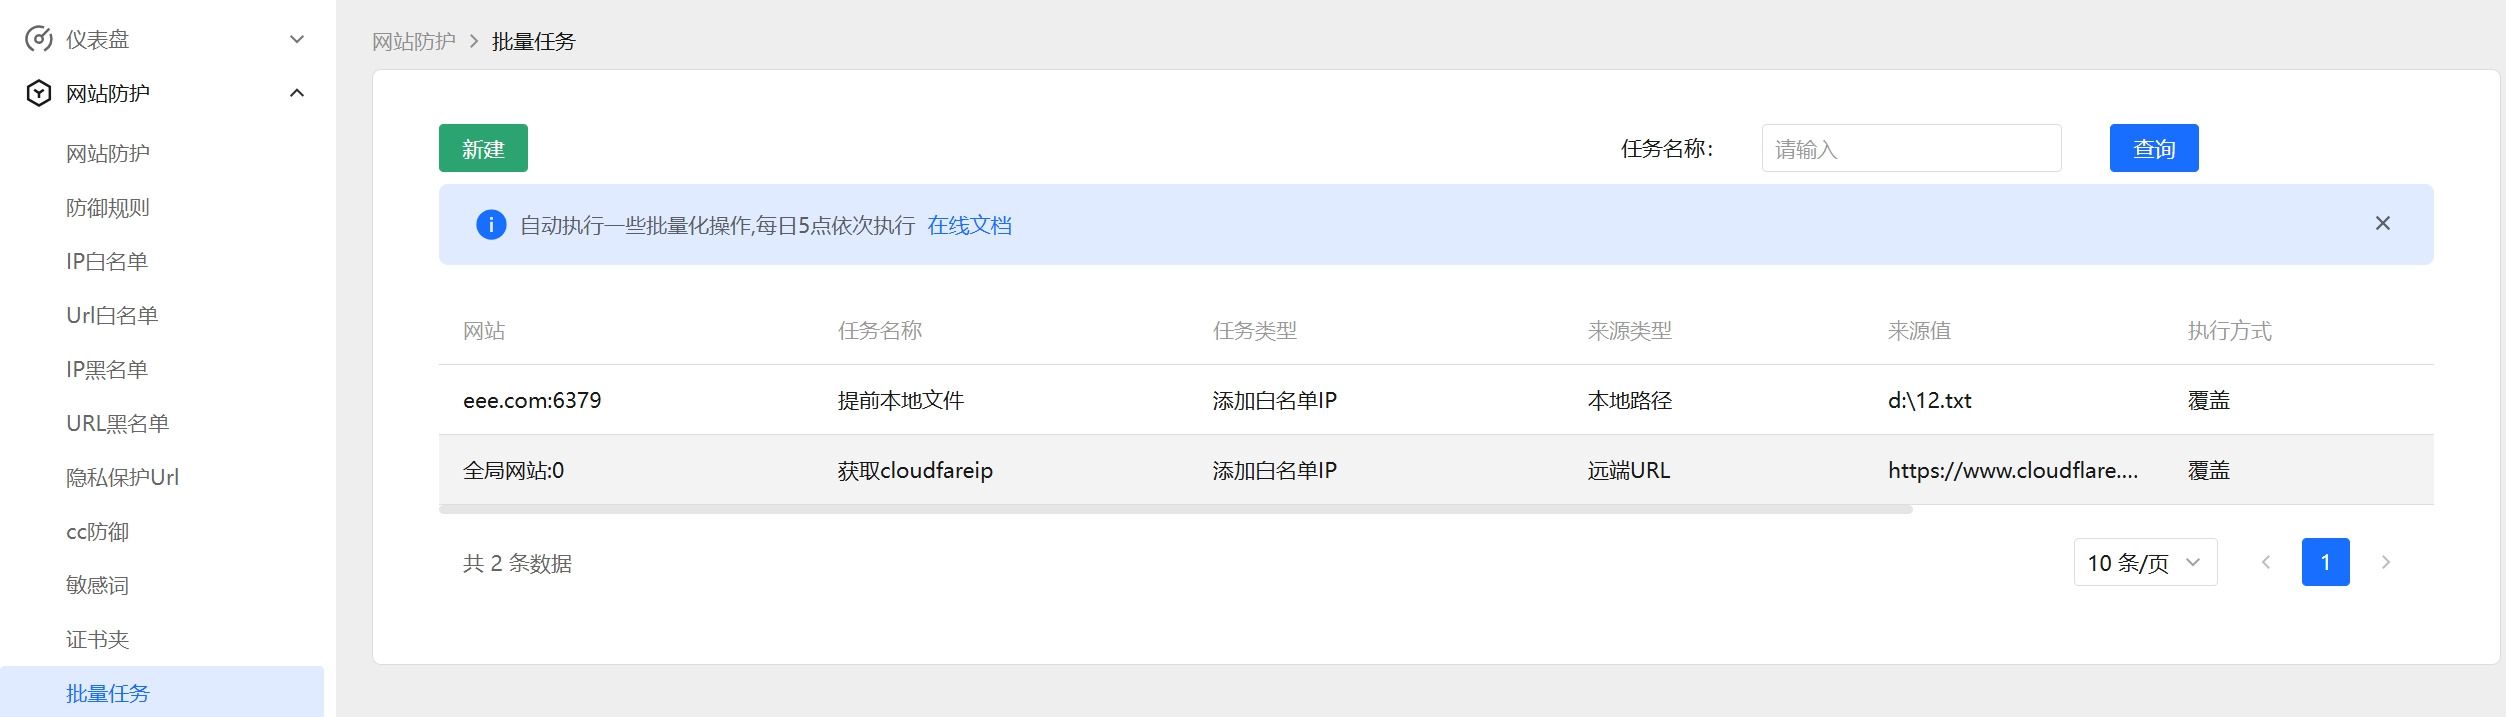 仪表盘
网站防护
网站防护
防御规则
IP白名单
Url白名单
IP黑名单
URL黑名单
隐私保护Url
cc防御
敏感词
证书夹
批量任务
网站防护 > 批量任务
新建 任务名称: 请输入 查询
自动执行一些批量化操作,每日5点依次执行 在线文档
网站 任务名称 任务类型 来源类型 来源值 执行方式
eee.com:6379 提前本地文件 添加白名单IP 本地路径 d:\12.txt 覆盖
全局网站:0 获取cloudfareip 添加白名单IP 远端URL https://www.cloudflare.... 覆盖
共 2 条数据 10 条/页 1